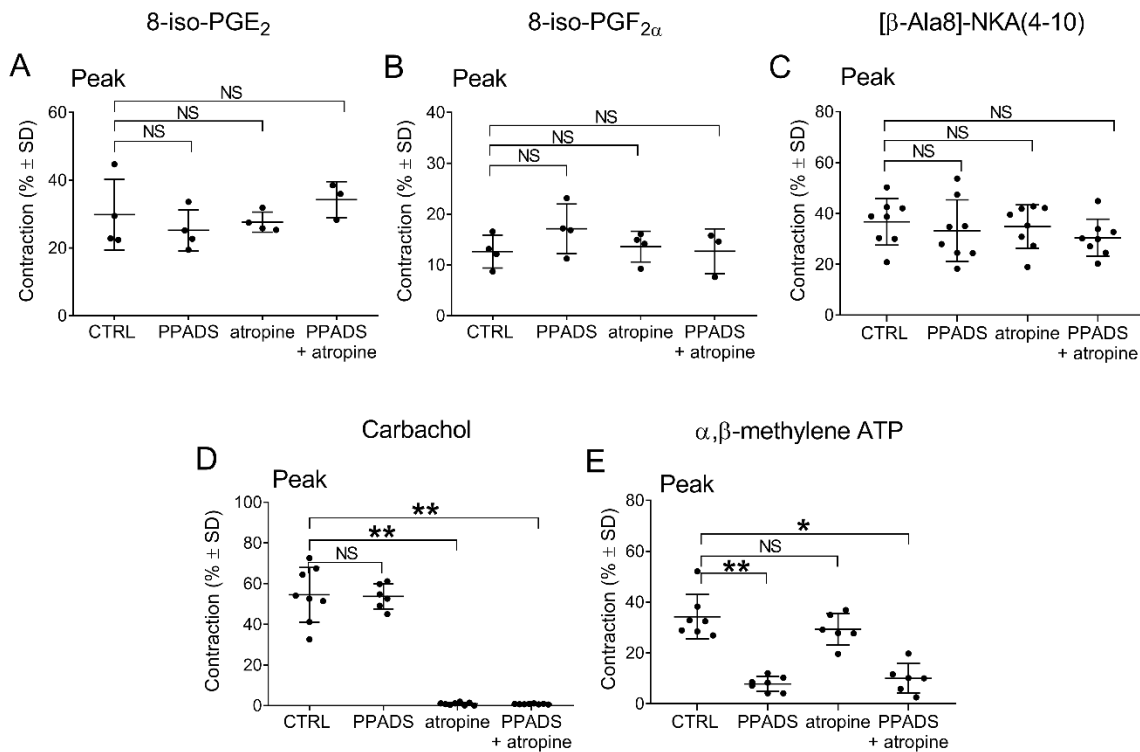 8-iso-PGE2
8-iso-PGF2α
[β-Ala8]-NKA(4-10)
A
Peak
Contraction (% ± SD)
60
40
20
0
NS
NS
NS
CTRL
PPADS
atropine
PPADS
+ atropine
B
Peak
Contraction (% ± SD)
40
30
20
10
0
NS
NS
NS
CTRL
PPADS
atropine
PPADS
+ atropine
C
Peak
Contraction (% ± SD)
80
60
40
20
0
NS
NS
NS
CTRL
PPADS
atropine
PPADS
+ atropine
Carbachol
α,β-methylene ATP
D
Peak
Contraction (% ± SD)
100
80
60
40
20
0
**
**
NS
CTRL
PPADS
atropine
PPADS
+ atropine
E
Peak
Contraction (% ± SD)
80
60
40
20
0
*
NS
**
CTRL
PPADS
atropine
PPADS
+ atropine